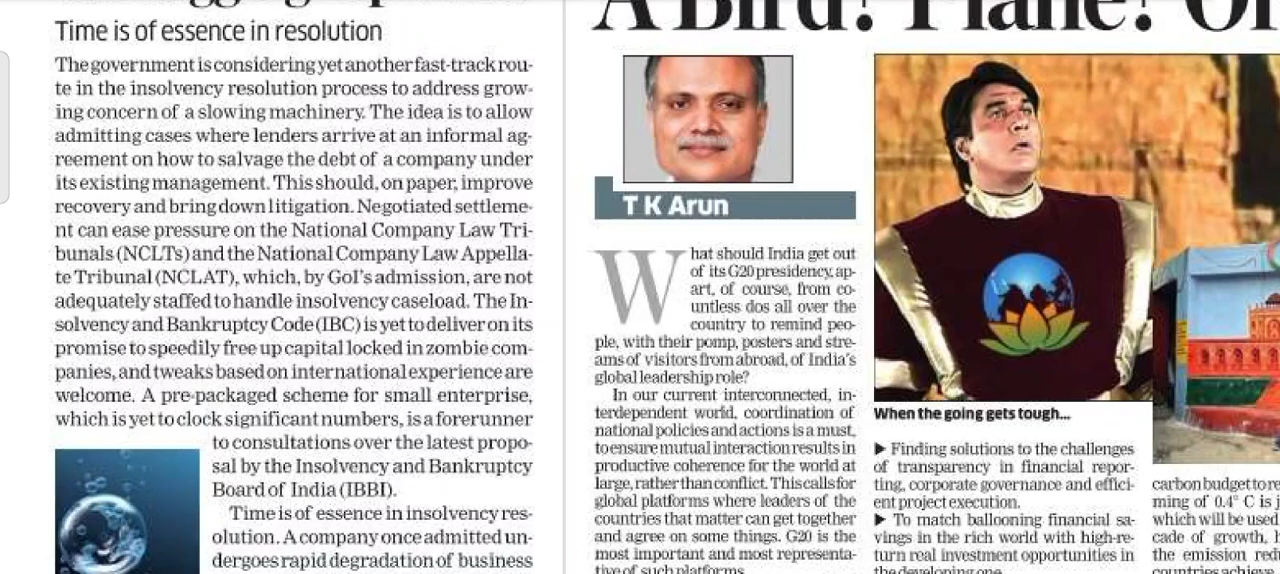 Time is of essence in resolution
The government is considering yet another fast-track rou-
te in the insolvency resolution process to address grow-
ing concern of a slowing machinery. The idea is to allow
admitting cases where lenders arrive at an informal ag-
reement on how to salvage the debt of a company under
its existing management. This should, on paper, improve
recovery and bring down litigation. Negotiated settleme-
nt can ease pressure on the National Company Law Tri-
bunals (NCLTs) and the National Company Law Appella-
te Tribunal (NCLAT), which, by GoI's admission, are not
adequately staffed to handle insolvency caseload. The In-
solvency and Bankruptcy Code (IBC) is yet to deliver on its
promise to speedily free up capital locked in zombie com-
panies, and tweaks based on international experience are
welcome. A pre-packaged scheme for small enterprise,
which is yet to clock significant numbers, is a forerunner
to consultations over the latest propo-
sal by the Insolvency and Bankruptcy
Board of India (IBBI).
Time is of essence in insolvency res-
olution. A company once admitted un-
dergoes rapid degradation of business
A Bird? Plane? Or
T K Arun
What should India get out
of its G20 presidency, ap-
art, of course, from co-
untless dos all over the
country to remind peo-
ple, with their pomp, posters and stre-
ams of visitors from abroad, of India's
global leadership role?
In our current interconnected, in-
terdependent world, coordination of
national policies and actions is a must,
to ensure mutual interaction results in
productive coherence for the world at
large, rather than conflict. This calls for
global platforms where leaders of the
countries that matter can get together
and agree on some things. G20 is the
most important and most representa-
tive of such platforms.
When the going gets tough...
▶ Finding solutions to the challenges
of transparency in financial repor-
ting, corporate governance and effici-
ent project execution.
▶ To match ballooning financial sa-
vings in the rich world with high-re-
turn real investment opportunities in
the developing one.
carbon budget to re
ming of 0.4° C is j
which will be used
cade of growth, h
the emission redu
countries achieve